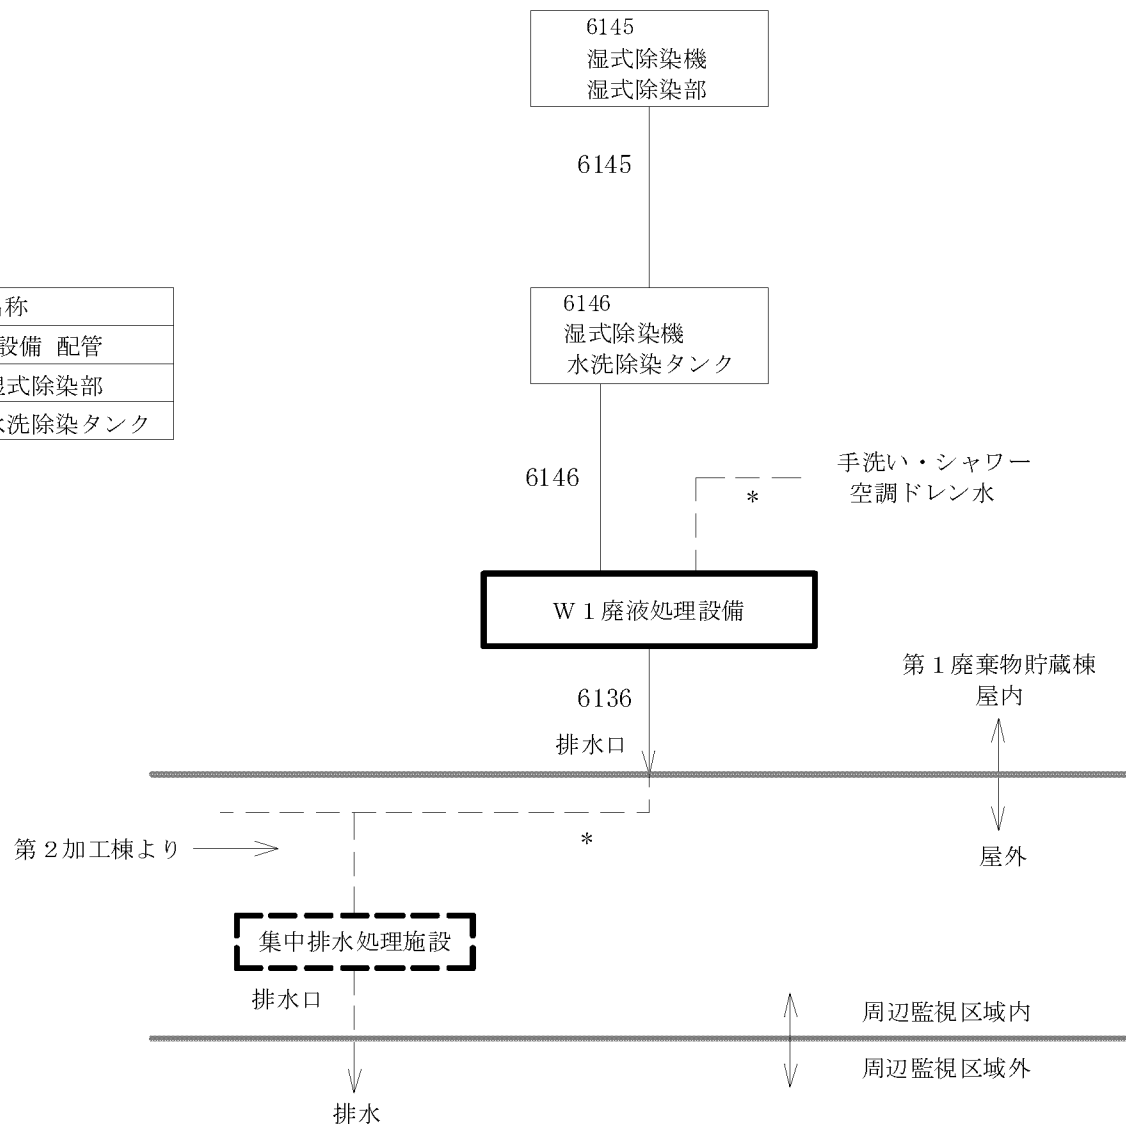 6145
湿式除染機
湿式除染部
6145
称
設備 配管
式除染部
洗除染タンク
6146
湿式除染機
水洗除染タンク
6146
手洗い・シャワー
空調ドレン水
*
Ｗ１廃液処理設備
6136
排水口
第１廃棄物貯蔵棟
屋内
屋外
*
第２加工棟より
集中排水処理施設
排水口
周辺監視区域内
周辺監視区域外
排水